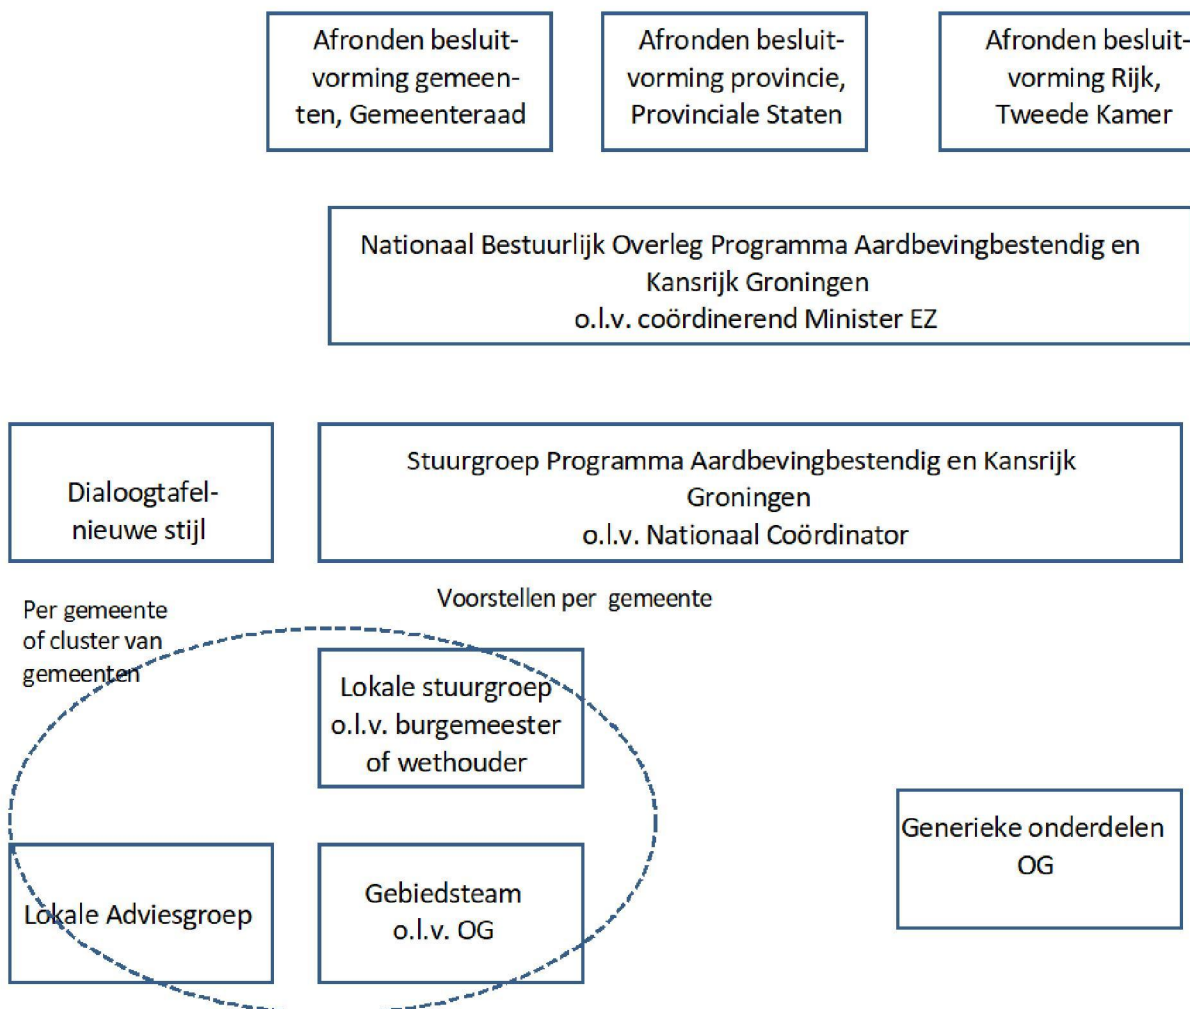 Afronden besluit-
vorming gemeen-
ten, Gemeenteraad
Afronden besluit-
vorming provincie,
Provinciale Staten
Afronden besluit-
vorming Rijk,
Tweede Kamer
Nationaal Bestuurlijk Overleg Programma Aardbevingbestendig en
Kansrijk Groningen
o.l.v. coördinerend Minister EZ
Dialoogtafel-
nieuwe stijl
Stuurgroep Programma Aardbevingbestendig en Kansrijk
Groningen
o.l.v. Nationaal Coördinator
Per gemeente
of cluster van
gemeenten
Voorstellen per gemeente
Lokale stuurgroep
o.l.v. burgemeester
of wethouder
Generieke onderdelen
OG
Lokale Adviesgroep
Gebiedsteam
o.l.v. OG